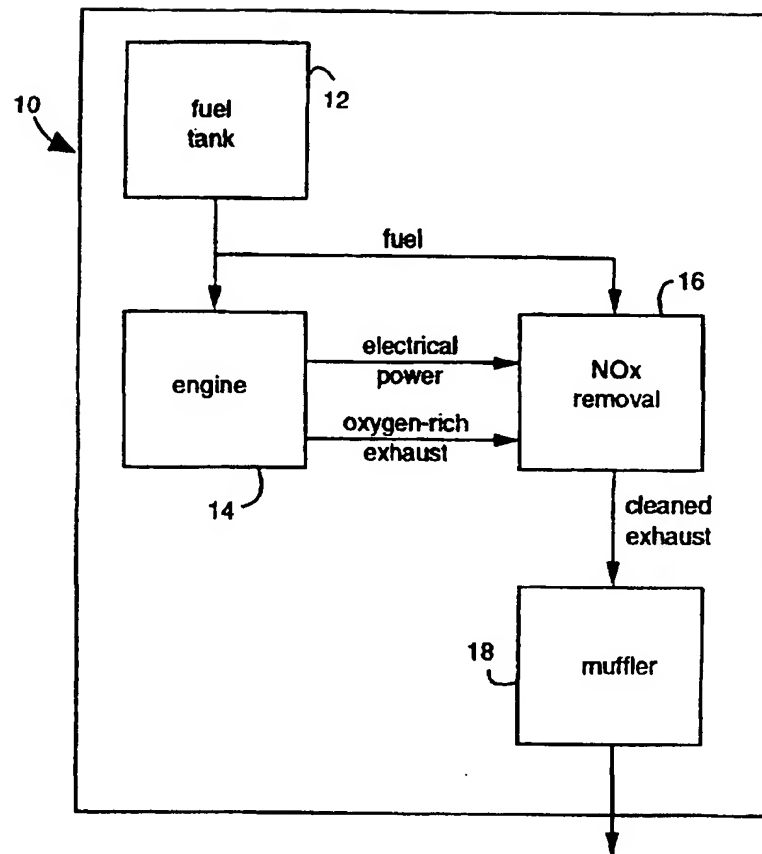 fuel
tank
12
10
fuel
16
engine
electrical
power
NOx
removal
oxygen-rich
exhaust
14
cleaned
exhaust
18
muffler